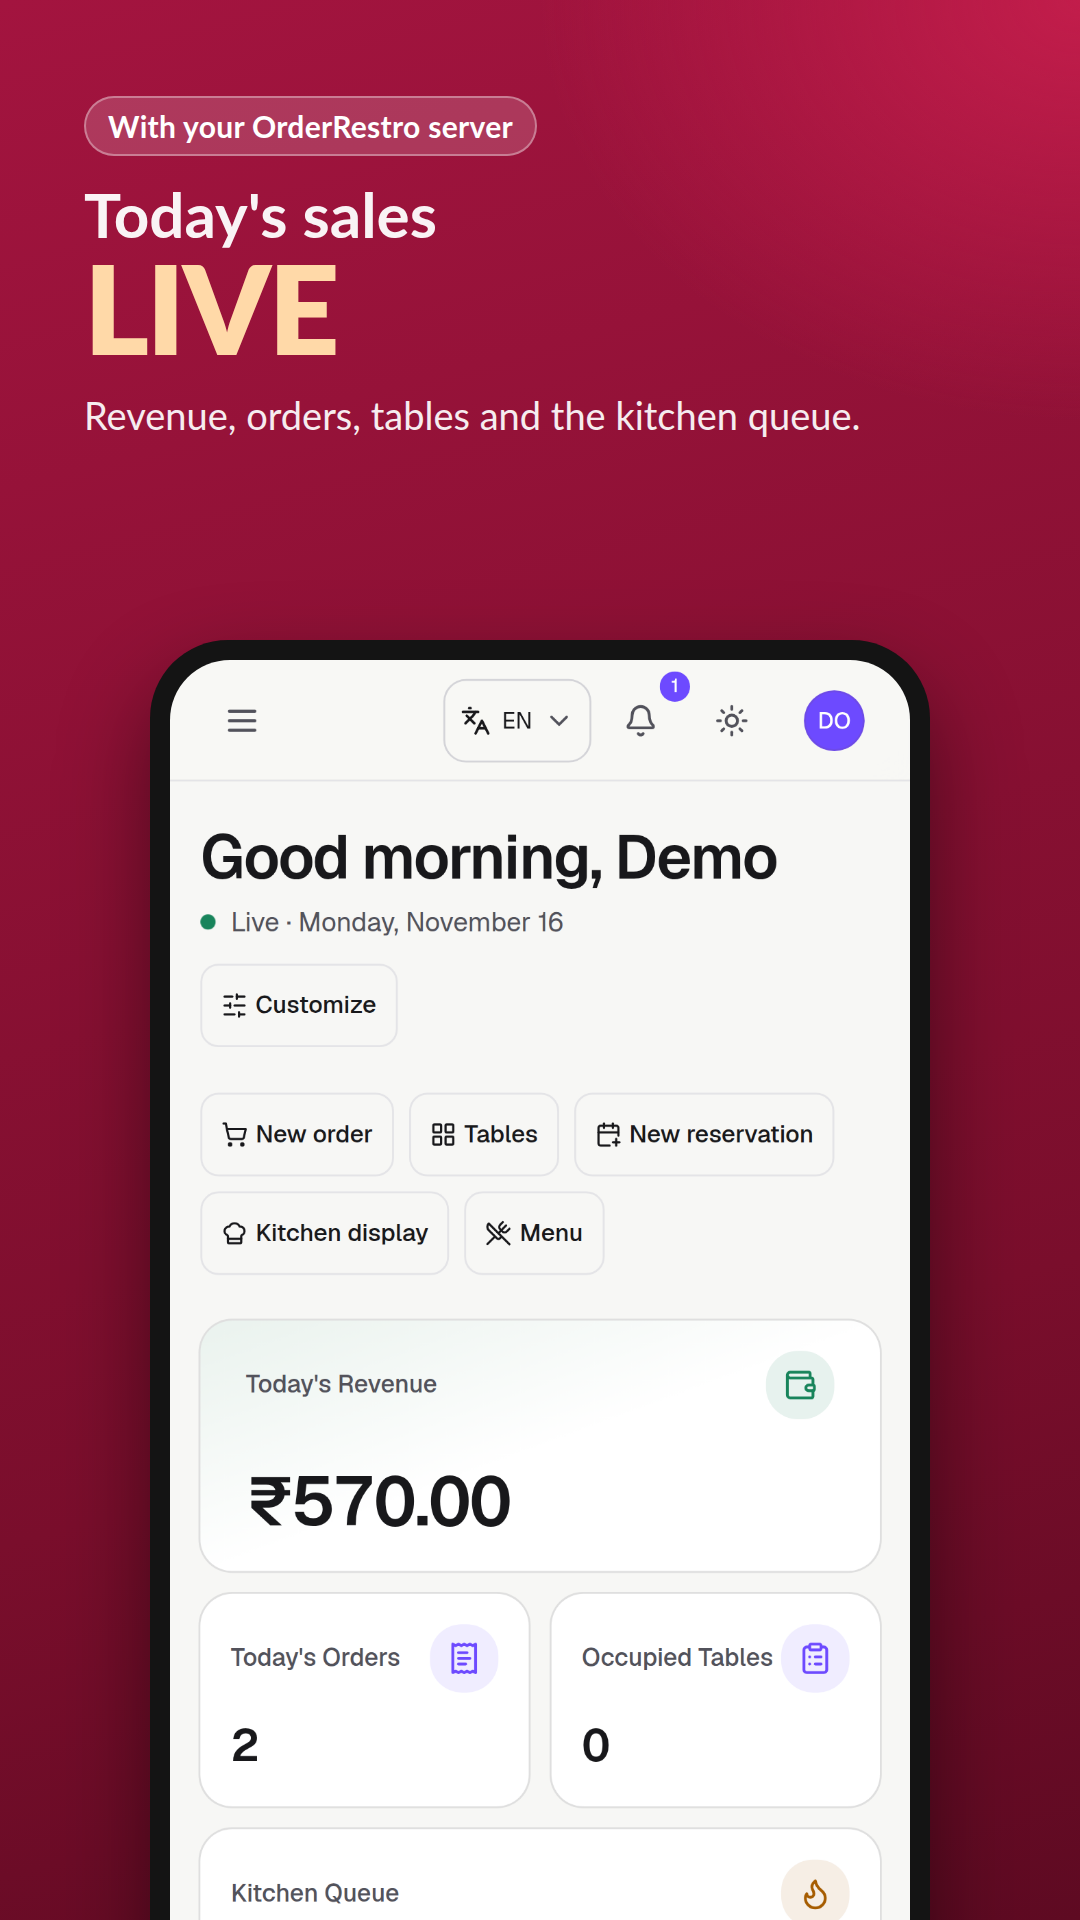 With your OrderRestro server
Today's sales
LIVE
Revenue, orders, tables and the kitchen queue.
EN
1
DO
Good morning, Demo
Live · Monday, November 16
Customize
New order
Tables
New reservation
Kitchen display
Menu
Today's Revenue
₹570.00
Today's Orders
2
Occupied Tables
0
Kitchen Queue